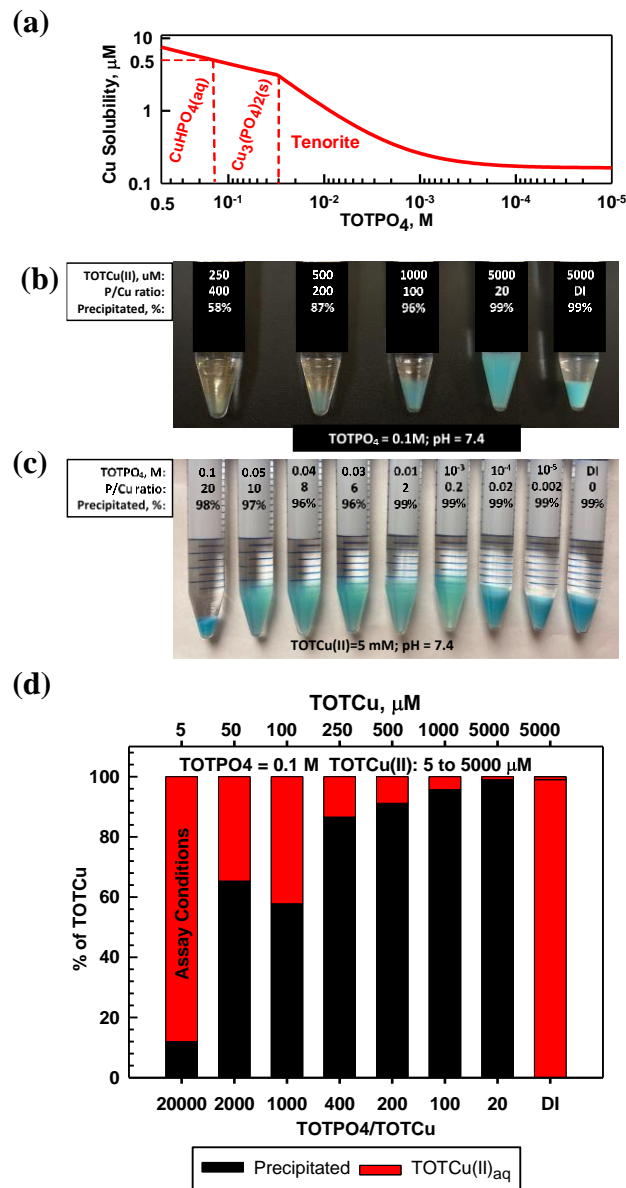 (a)
10
0.5
1
0.1
Cu Solubility, μM
CuHPO4(aq)
Cu3(PO4)2(s)
Tenorite
0.5 10-1 10-2 10-3 10-4 10-5
TOTPO4, M
(b)
TOTCu(II), uM: 250 500 1000 5000 5000
P/Cu ratio: 400 200 100 20 DI
Precipitated, %: 58% 87% 96% 99% 99%
TOTPO4 = 0.1M; pH = 7.4
(c)
TOTPO4, M: 0.1 0.05 0.04 0.03 0.01 10-3 10-4 10-5 DI
P/Cu ratio: 20 10 8 6 2 0.2 0.02 0.002 0
Precipitated, %: 98% 97% 96% 96% 99% 99% 99% 99% 99%
TOTCu(II)=5 mM; pH = 7.4
(d)
TOTCu, μM
5 50 100 250 500 1000 5000 5000
TOTPO4 = 0.1 M TOTCu(II): 5 to 5000 μM
100
80
60
40
20
0
% of TOTCu
Assay Conditions
20000 2000 1000 400 200 100 20 DI
TOTPO4/TOTCu
Precipitated TOTCu(II)aq